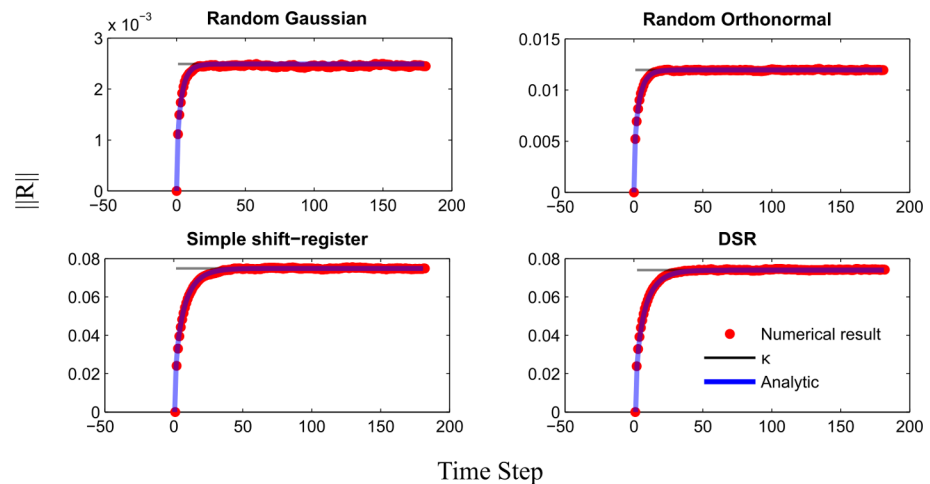 Random Gaussian
x 10⁻³
3
2
1
0
−50 0 50 100 150 200
Random Orthonormal
0.015
0.01
0.005
0
−50 0 50 100 150 200
||R||
Simple shift−register
0.08
0.06
0.04
0.02
0
−50 0 50 100 150 200
DSR
0.08
0.06
0.04
0.02
0
−50 0 50 100 150 200
Numerical result
κ
Analytic
Time Step